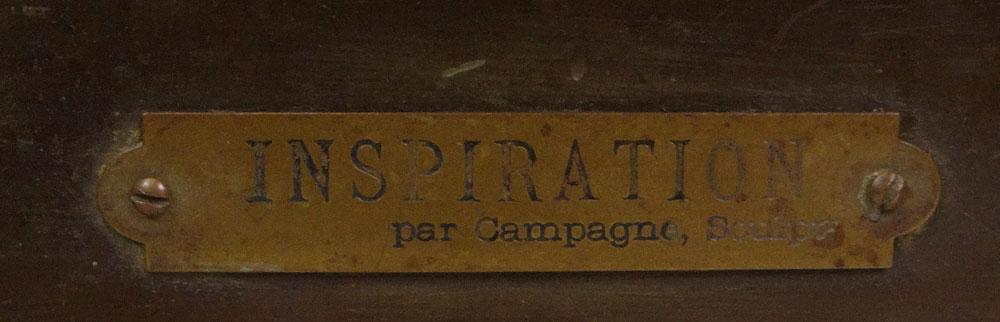 INSPIRATION
par Campagne, Sculpr